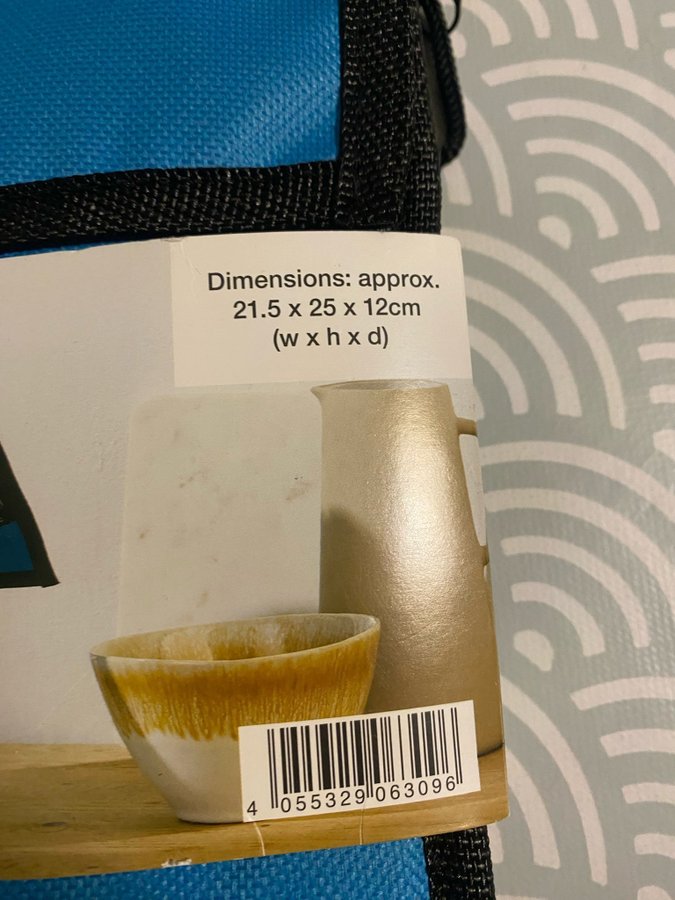 Dimensions: approx.
21.5 x 25 x 12cm
(w x h x d)
4 055329 063096